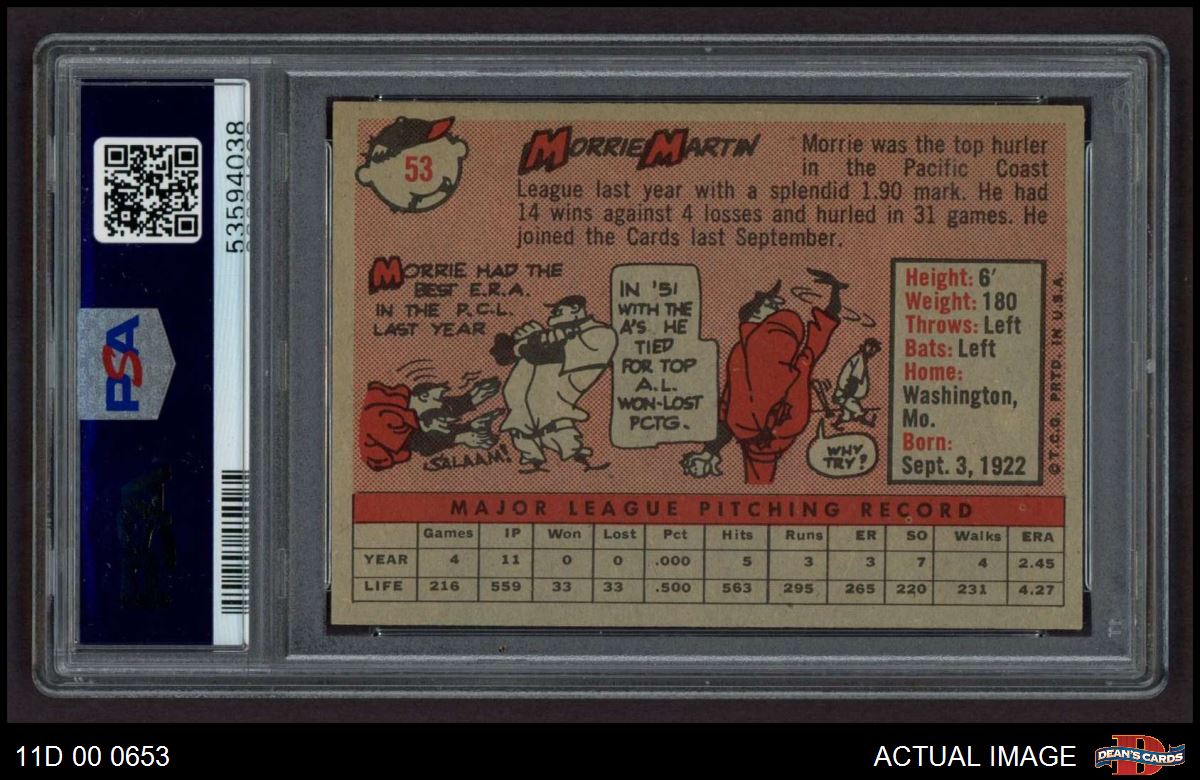 53594038
PSA
53
MORRIE MARTIN
Morrie was the top hurler
in the Pacific Coast
League last year with a splendid 1.90 mark. He had
14 wins against 4 losses and hurled in 31 games. He
joined the Cards last September.
MORRIE HAD THE
BEST E.R.A.
IN THE P.C.L.
LAST YEAR
SALAAM!
IN '51
WITH THE
A'S HE
TIED
FOR TOP
A.L.
WON-LOST
PCTG.
WHY TRY?
Height: 6'
Weight: 180
Throws: Left
Bats: Left
Home:
Washington,
Mo.
Born:
Sept. 3, 1922
© T.C.G. PRTD. IN U.S.A.
MAJOR LEAGUE PITCHING RECORD
Games IP Won Lost Pct Hits Runs ER SO Walks ERA
YEAR 4 11 0 0 .000 5 3 3 7 4 2.45
LIFE 216 559 33 33 .500 563 295 265 220 231 4.27
11D 00 0653
ACTUAL IMAGE
D
DEAN'S CARDS